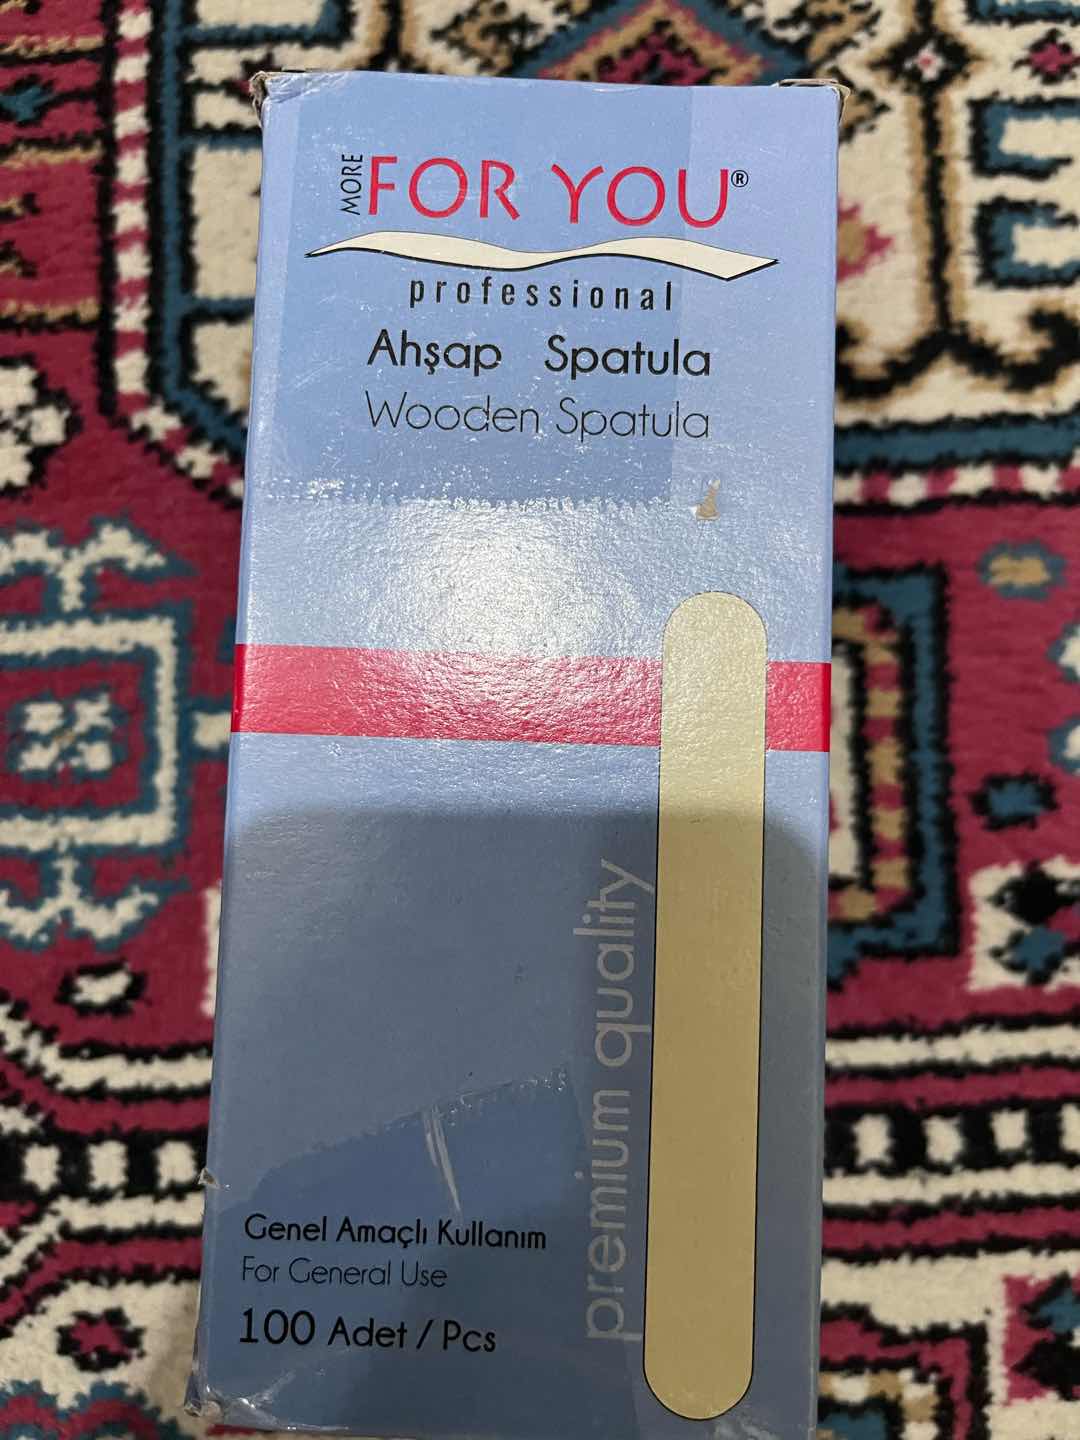 MORE FOR YOU®
professional
Ahşap Spatula
Wooden Spatula
premium quality
Genel Amaçlı Kullanım
For General Use
100 Adet / Pcs